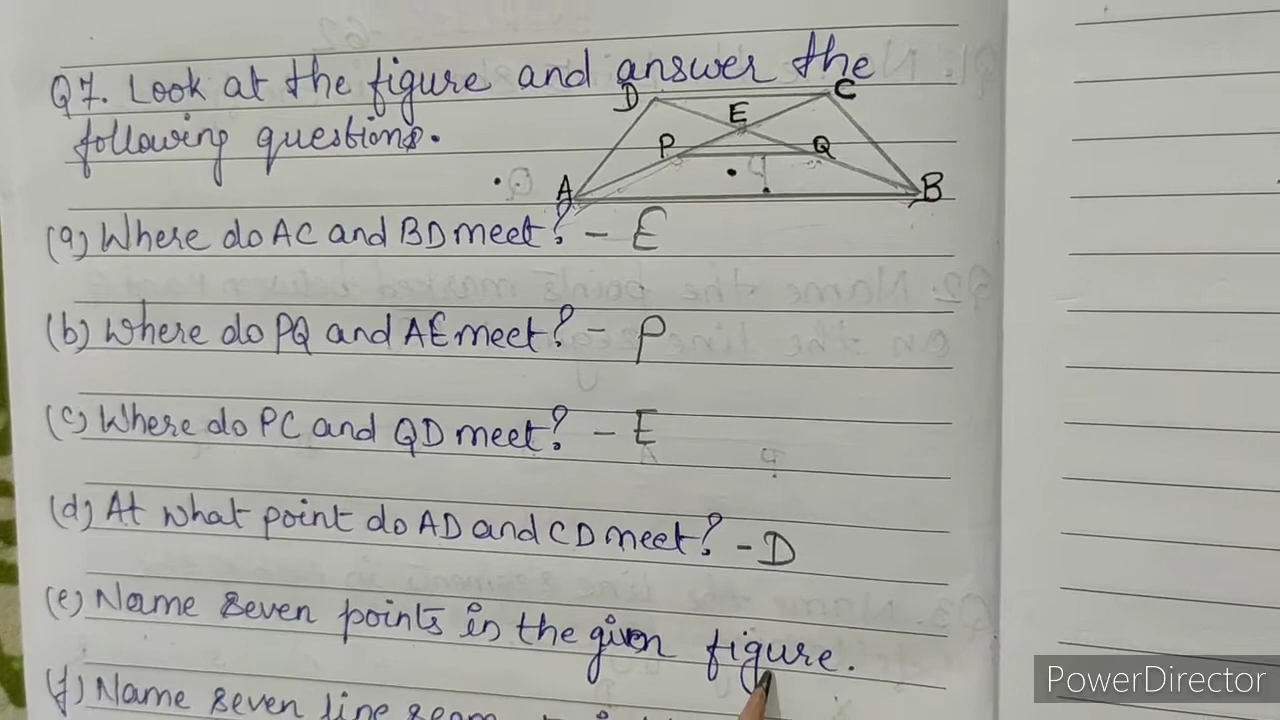 Q7. Look at the figure and answer the
following questions.
D C
E
P Q
A B
(a) Where do AC and BD meet? - E
(b) Where do PQ and AE meet? - P
(c) Where do PC and QD meet? - E
(d) At what point do AD and CD meet? - D
(e) Name seven points in the given figure.
(f) Name seven line
PowerDirector